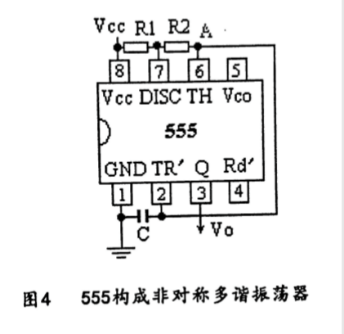 Vcc R1 R2 A
8 7 6 5
Vcc DISC TH Vco
555
GND TR′ Q Rd′
1 2 3 4
C Vo
图4 555构成非对称多谐振荡器